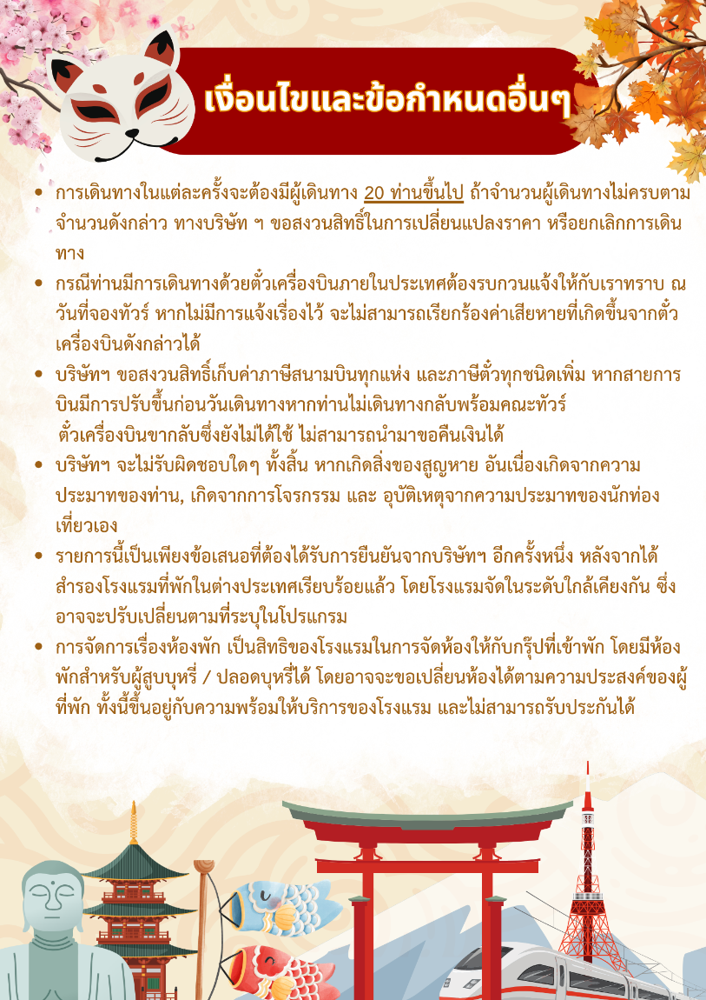 เงื่อนไขและข้อกำหนดอื่นๆ
• การเดินทางในแต่ละครั้งจะต้องมีผู้เดินทาง 20 ท่านขึ้นไป ถ้าจำนวนผู้เดินทางไม่ครบตาม
จำนวนดังกล่าว ทางบริษัท ฯ ขอสงวนสิทธิ์ในการเปลี่ยนแปลงราคา หรือยกเลิกการเดิน
ทาง
• กรณีท่านมีการเดินทางด้วยตั๋วเครื่องบินภายในประเทศต้องรบกวนแจ้งให้กับเราทราบ ณ
วันที่จองทัวร์ หากไม่มีการแจ้งเรื่องไว้ จะไม่สามารถเรียกร้องค่าเสียหายที่เกิดขึ้นจากตั๋ว
เครื่องบินดังกล่าวได้
• บริษัทฯ ขอสงวนสิทธิ์เก็บค่าภาษีสนามบินทุกแห่ง และภาษีตั๋วทุกชนิดเพิ่ม หากสายการ
บินมีการปรับขึ้นก่อนวันเดินทางหากท่านไม่เดินทางกลับพร้อมคณะทัวร์
ตั๋วเครื่องบินขากลับซึ่งยังไม่ได้ใช้ ไม่สามารถนำมาขอคืนเงินได้
• บริษัทฯ จะไม่รับผิดชอบใดๆ ทั้งสิ้น หากเกิดสิ่งของสูญหาย อันเนื่องเกิดจากความ
ประมาทของท่าน, เกิดจากการโจรกรรม และ อุบัติเหตุจากความประมาทของนักท่อง
เที่ยวเอง
• รายการนี้เป็นเพียงข้อเสนอที่ต้องได้รับการยืนยันจากบริษัทฯ อีกครั้งหนึ่ง หลังจากได้
สำรองโรงแรมที่พักในต่างประเทศเรียบร้อยแล้ว โดยโรงแรมจัดในระดับใกล้เคียงกัน ซึ่ง
อาจจะปรับเปลี่ยนตามที่ระบุในโปรแกรม
• การจัดการเรื่องห้องพัก เป็นสิทธิของโรงแรมในการจัดห้องให้กับกรุ๊ปที่เข้าพัก โดยมีห้อง
พักสำหรับผู้สูบบุหรี่ / ปลอดบุหรี่ได้ โดยอาจจะขอเปลี่ยนห้องได้ตามความประสงค์ของผู้
ที่พัก ทั้งนี้ขึ้นอยู่กับความพร้อมให้บริการของโรงแรม และไม่สามารถรับประกันได้